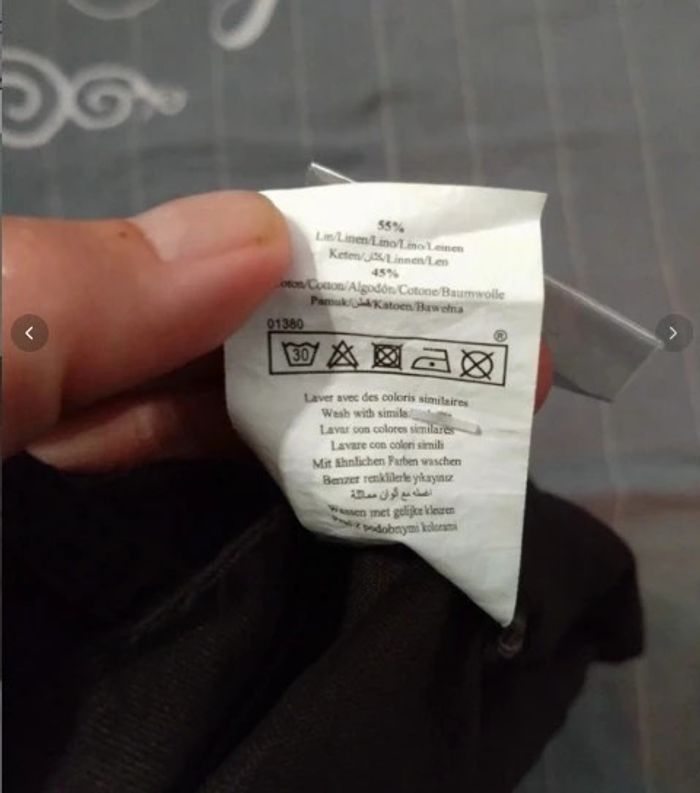 55%
Lin/Linen/Lino/Lino/Leinen
Keten/كتان/Linnen/Len
45%
oton/Cotton/Algodón/Cotone/Baumwolle
Pamuk/قطن/Katoen/Bawełna
01380
®
30
Laver avec des coloris similaires
Wash with simila
Lavar con colores similares
Lavare con colori simili
Mit ähnlichen Farben waschen
Benzer renklilerle yıkayınız
اغسله مع ألوان مماثلة
Wassen met gelijke kleuren
podobnymi kolorami